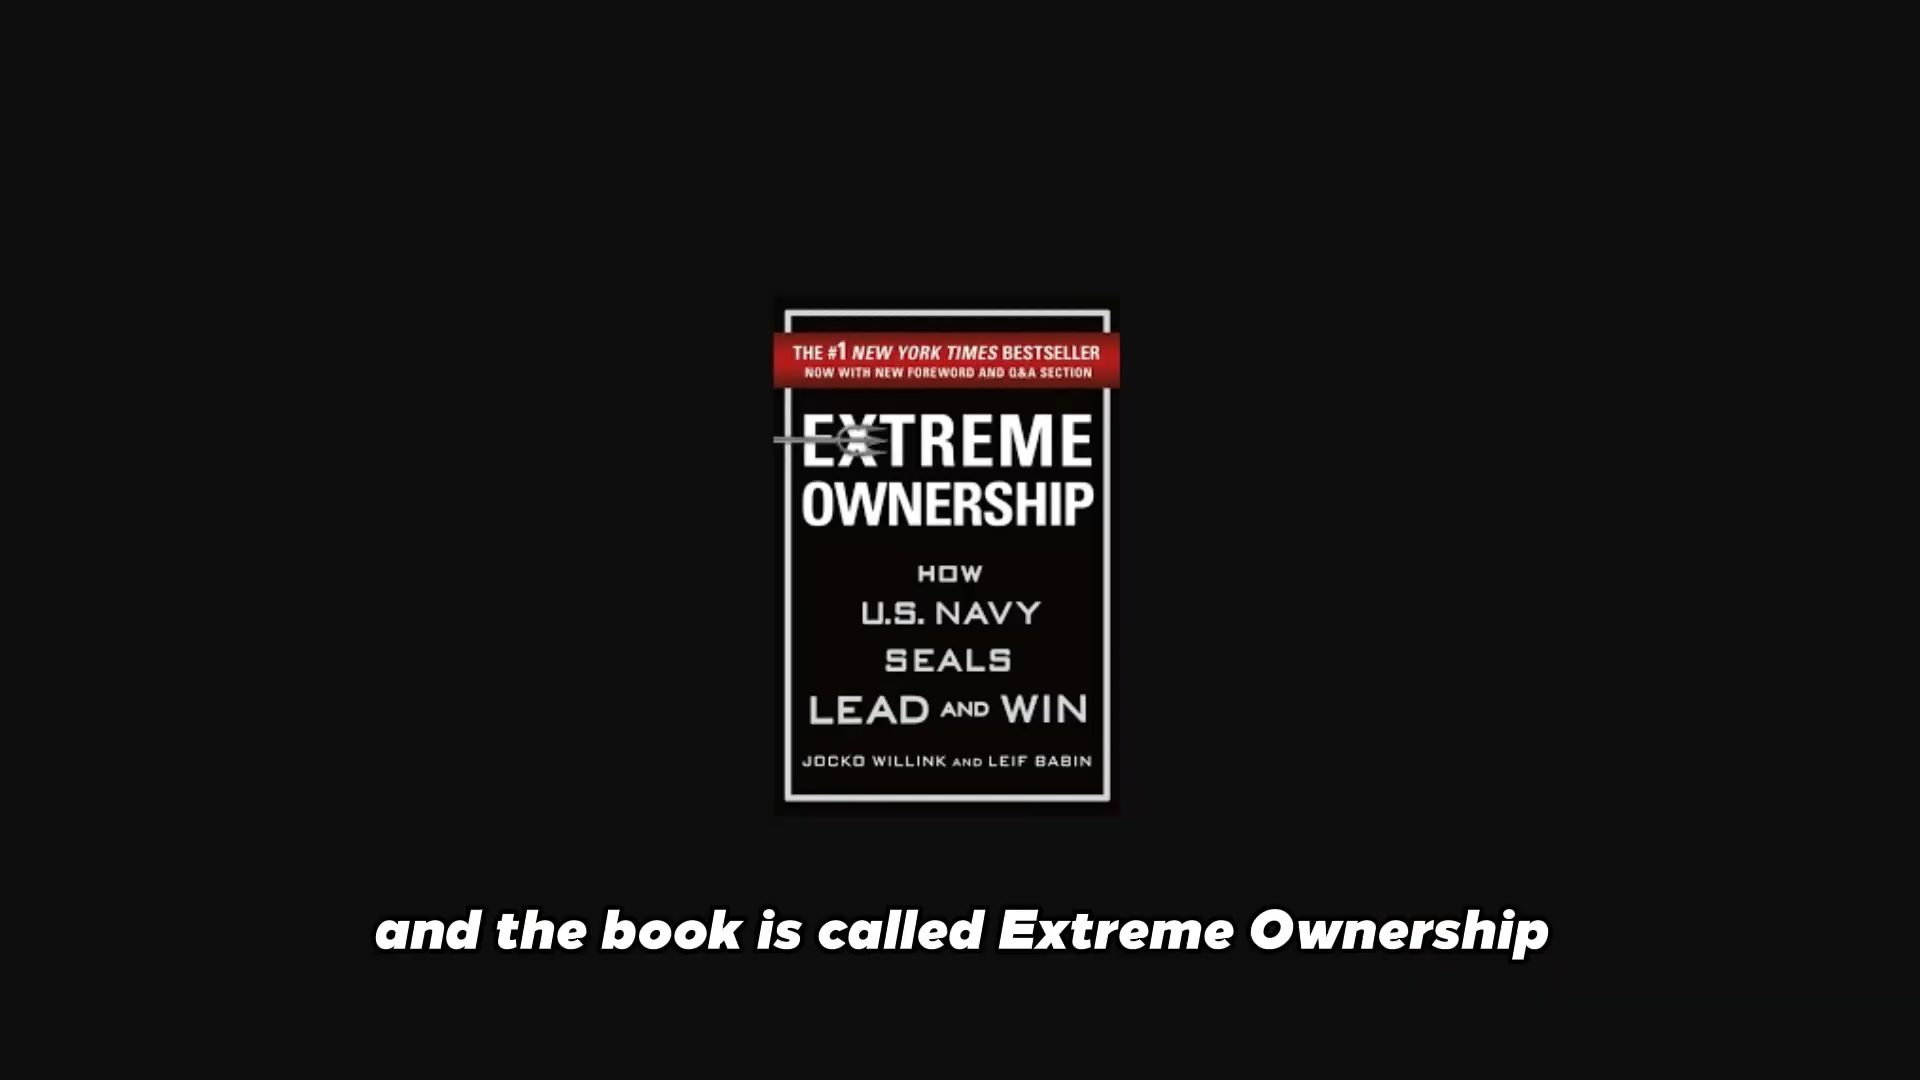 THE #1 NEW YORK TIMES BESTSELLER
NOW WITH NEW FOREWORD AND Q&A SECTION
EXTREME
OWNERSHIP
HOW
U.S. NAVY
SEALS
LEAD AND WIN
JOCKO WILLINK AND LEIF BABIN
and the book is called Extreme Ownership